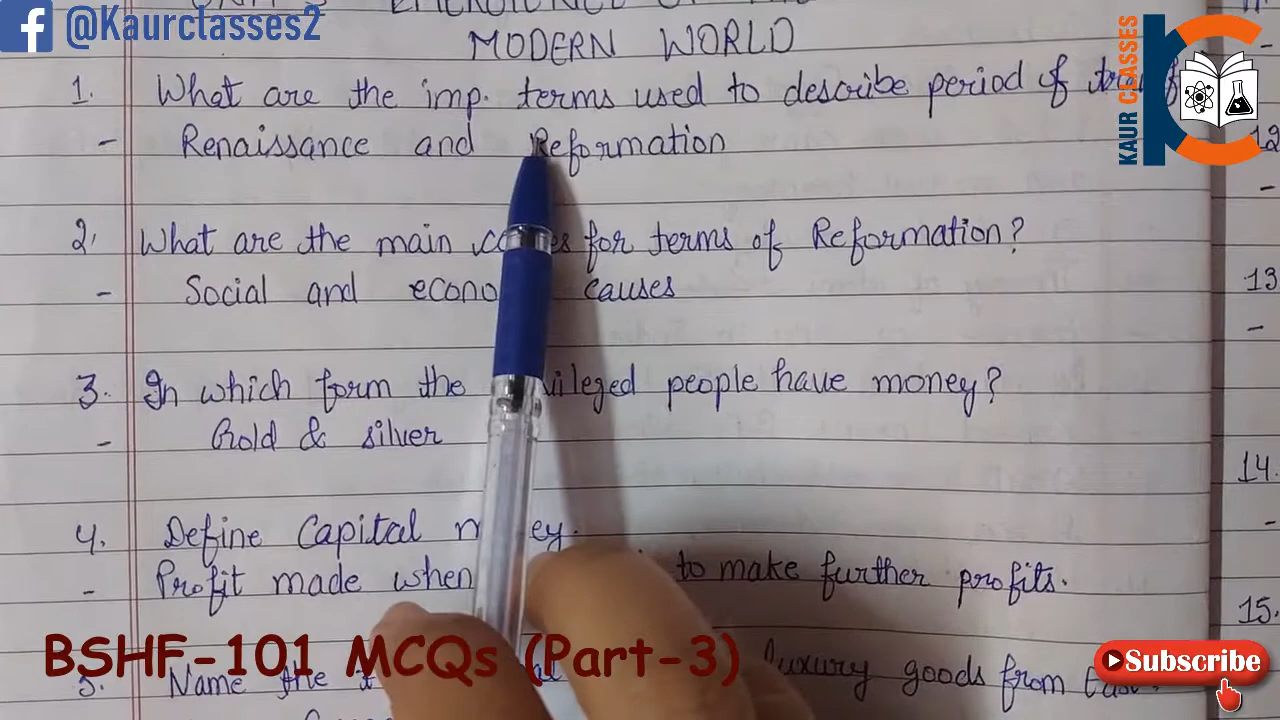 @Kaurclasses2
MODERN WORLD
1. What are the imp. terms used to describe period of
- Renaissance and Reformation
2. What are the main for terms of Reformation?
- Social and causes
3. In which form the people have money?
- Gold & silver
4. Define Capital
- Profit made when to make further profits.
5. Name the luxury goods from
KAUR CLASSES
12
-
13
-
14.
-
15.
BSHF-101 MCQs (Part-3)
Subscribe